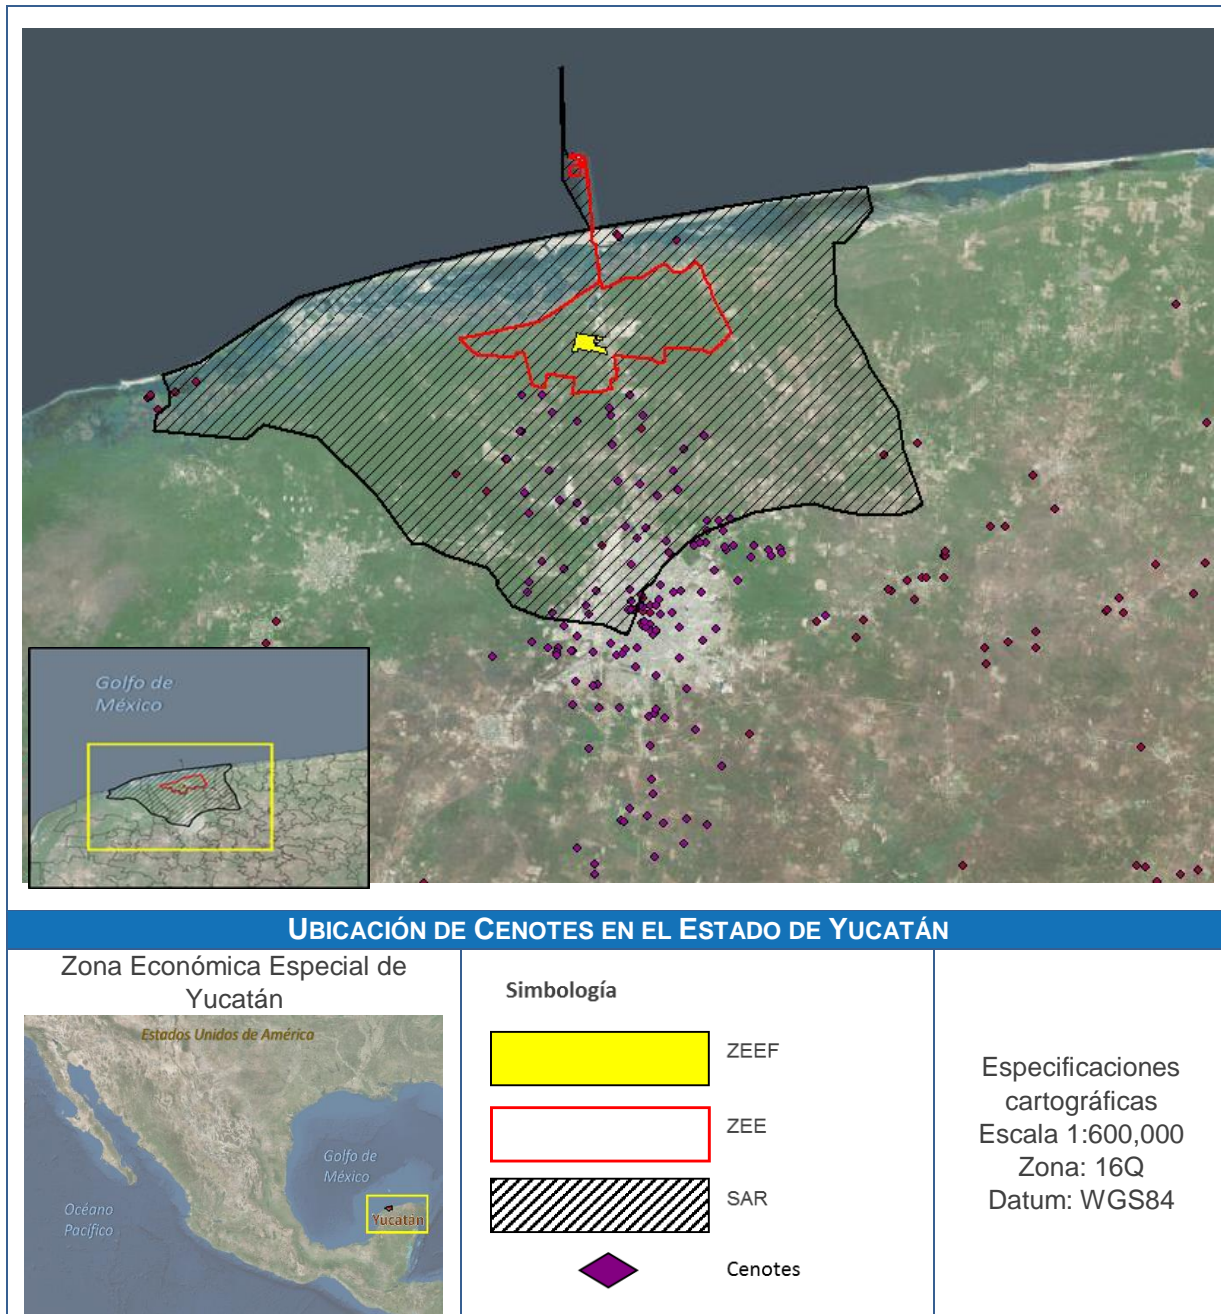 Golfo de
México
UBICACIÓN DE CENOTES EN EL ESTADO DE YUCATÁN
Zona Económica Especial de
Yucatán
Estados Unidos de América
Golfo de
México
Océano
Pacífico
Yucatán
Simbología
ZEEF
ZEE
SAR
Cenotes
Especificaciones
cartográficas
Escala 1:600,000
Zona: 16Q
Datum: WGS84